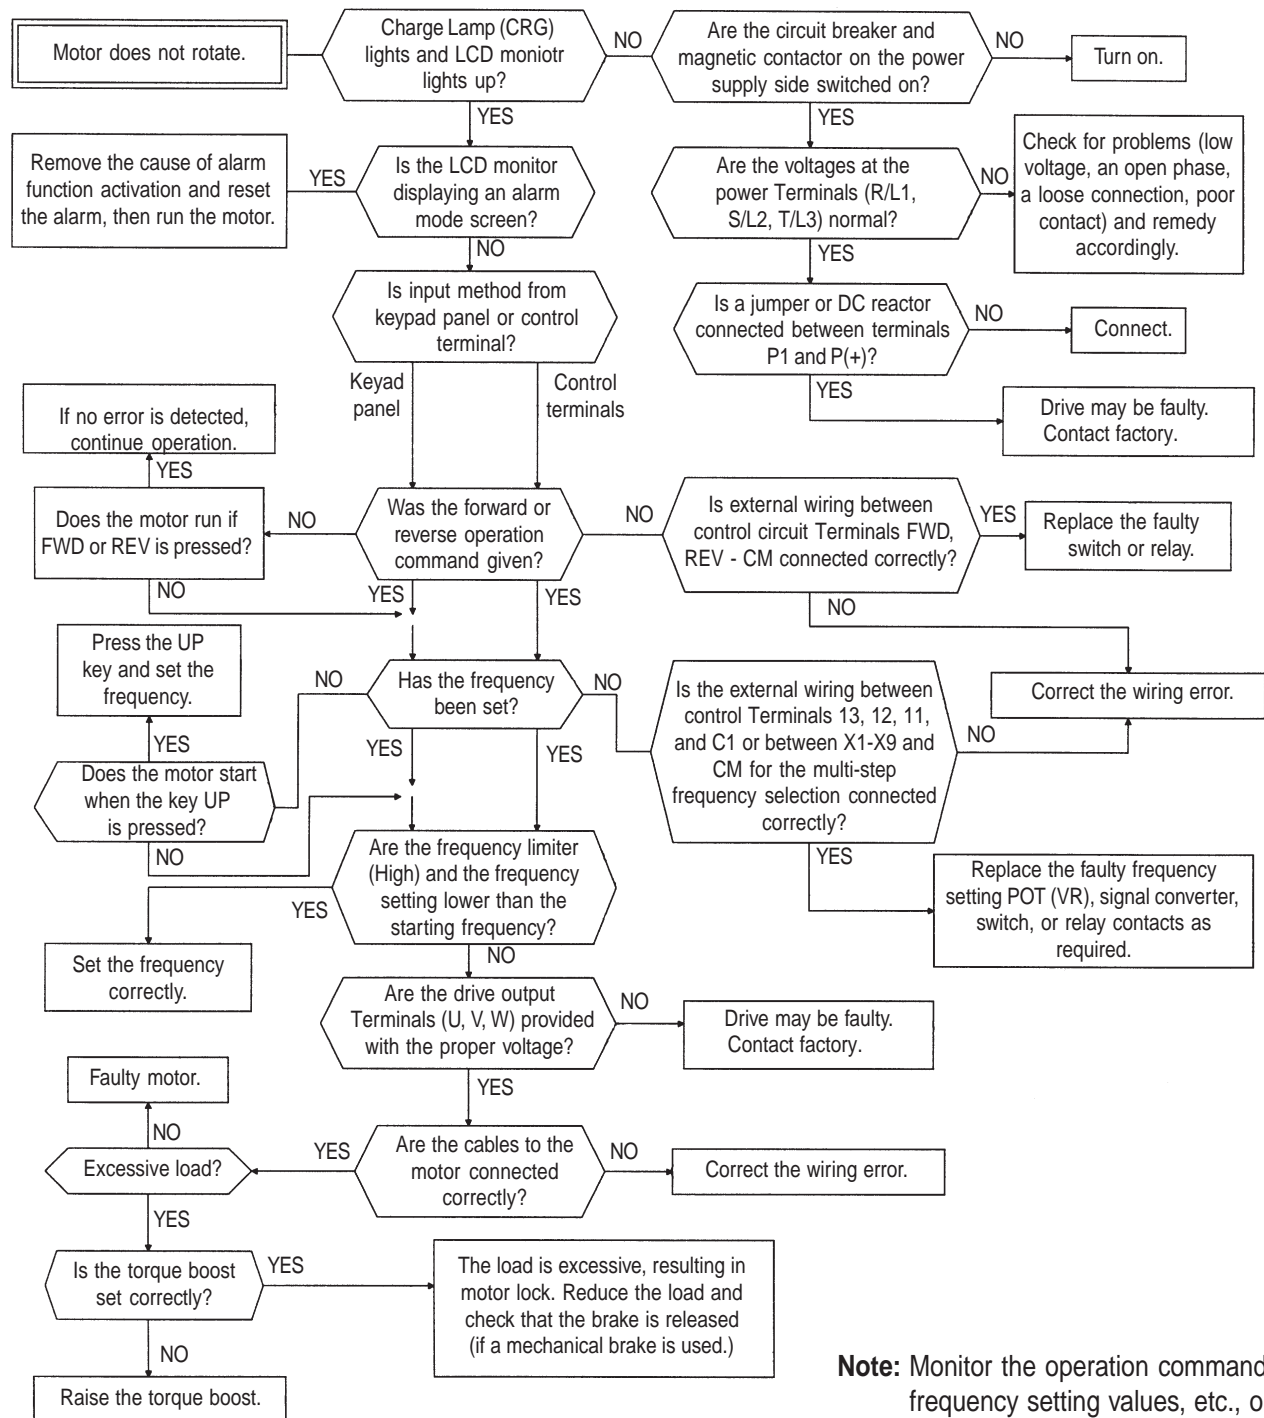 Motor does not rotate.
Charge Lamp (CRG)
lights and LCD moniotr
lights up?
NO
Are the circuit breaker and
magnetic contactor on the power
supply side switched on?
NO
Turn on.
YES
YES
Remove the cause of alarm
function activation and reset
the alarm, then run the motor.
YES
Is the LCD monitor
displaying an alarm
mode screen?
Are the voltages at the
power Terminals (R/L1,
S/L2, T/L3) normal?
NO
Check for problems (low
voltage, an open phase,
a loose connection, poor
contact) and remedy
accordingly.
NO
YES
Is input method from
keypad panel or control
terminal?
Is a jumper or DC reactor
connected between terminals
P1 and P(+)?
NO
Connect.
Keyad
panel
Control
terminals
YES
Drive may be faulty.
Contact factory.
If no error is detected,
continue operation.
YES
Does the motor run if
FWD or REV is pressed?
NO
Was the forward or
reverse operation
command given?
NO
Is external wiring between
control circuit Terminals FWD,
REV - CM connected correctly?
YES
Replace the faulty
switch or relay.
NO
YES
YES
NO
Press the UP
key and set the
frequency.
NO
Has the frequency
been set?
NO
Is the external wiring between
control Terminals 13, 12, 11,
and C1 or between X1-X9 and
CM for the multi-step
frequency selection connected
correctly?
NO
Correct the wiring error.
YES
YES
YES
Does the motor start
when the key UP
is pressed?
NO
Are the frequency limiter
(High) and the frequency
setting lower than the
starting frequency?
YES
YES
Replace the faulty frequency
setting POT (VR), signal converter,
switch, or relay contacts as
required.
Set the frequency
correctly.
NO
Are the drive output
Terminals (U, V, W) provided
with the proper voltage?
NO
Drive may be faulty.
Contact factory.
Faulty motor.
YES
NO
Excessive load?
YES
Are the cables to the
motor connected
correctly?
NO
Correct the wiring error.
YES
Is the torque boost
set correctly?
YES
The load is excessive, resulting in
motor lock. Reduce the load and
check that the brake is released
(if a mechanical brake is used.)
NO
Raise the torque boost.
Note: Monitor the operation command
frequency setting values, etc., o